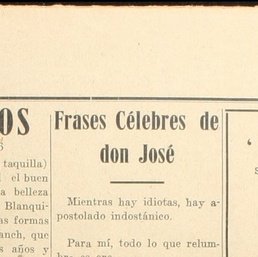 OS
taquilla)
el buen
a belleza
Blanqui-
as formas
anch, que
s años y
Frases Célebres de
don José
Mientras hay idiotas, hay a-
postolado indostánico.
Para mí, todo lo que relum-